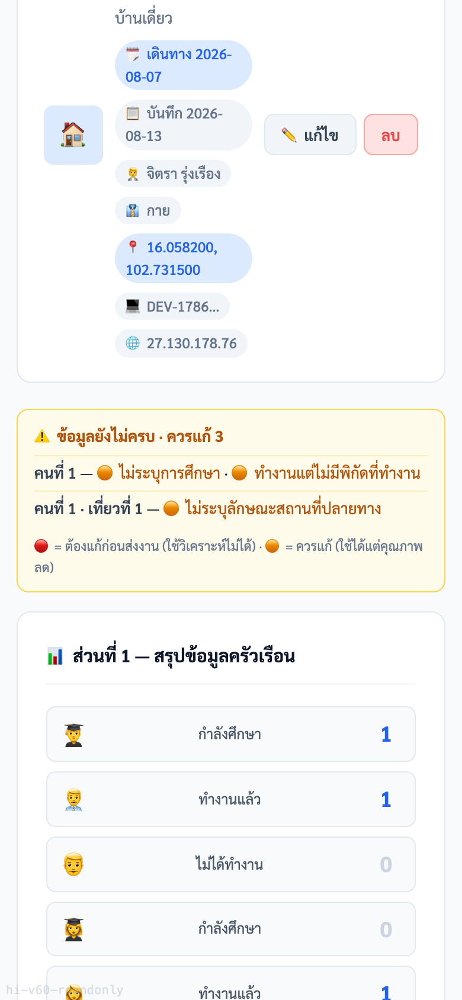 บ้านเดี่ยว
เดินทาง 2026-
08-07
บันทึก 2026-
08-13
แก้ไข
ลบ
จิตรา รุ่งเรือง
กาย
16.058200,
102.731500
DEV-1786...
27.130.178.76
ข้อมูลยังไม่ครบ · ควรแก้ 3
คนที่ 1 — ไม่ระบุการศึกษา · ทำงานแต่ไม่มีพิกัดที่ทำงาน
คนที่ 1 · เที่ยวที่ 1 — ไม่ระบุลักษณะสถานที่ปลายทาง
= ต้องแก้ก่อนส่งงาน (ใช้วิเคราะห์ไม่ได้) · = ควรแก้ (ใช้ได้แต่คุณภาพ
ลด)
ส่วนที่ 1 — สรุปข้อมูลครัวเรือน
กำลังศึกษา 1
ทำงานแล้ว 1
ไม่ได้ทำงาน 0
กำลังศึกษา 0
ทำงานแล้ว 1